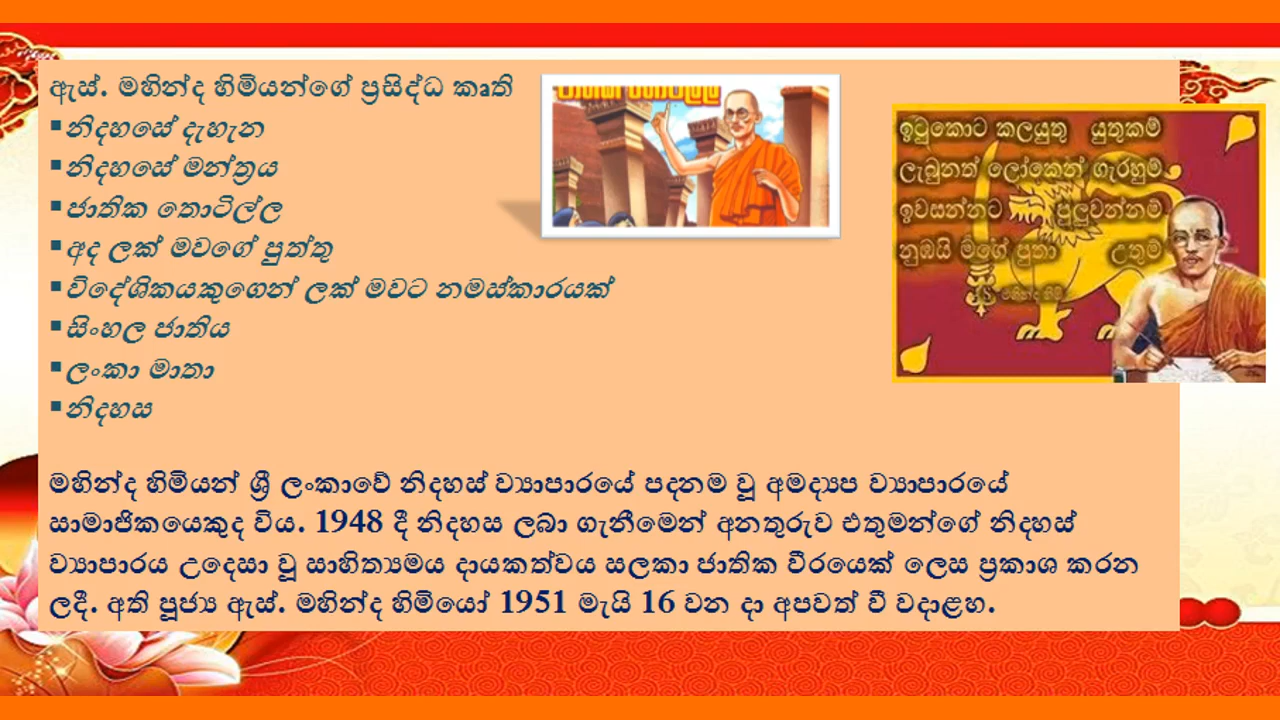 ඇස්. මහින්ද හිමියන්ගේ ප්‍රසිද්ධ කෘති
▪නිදහසේ දැහැන
▪නිදහසේ මන්ත්‍රය
▪ජාතික තොටිල්ල
▪අද ලක් මවගේ පුත්තු
▪විදේශිකයකුගෙන් ලක් මවට නමස්කාරයක්
▪සිංහල ජාතිය
▪ලංකා මාතා
▪නිදහස
ජාතික තොටිල්ල
ඉටුකොට කලයුතු යුතුකම්
ලැබුනත් ලෝකෙන් ගැරහුම්
ඉවසන්නට පුලුවන්නම්
නුඹයි මගේ පුතා උතුම්
මහින්ද හිමි
මහින්ද හිමියන් ශ්‍රී ලංකාවේ නිදහස් ව්‍යාපාරයේ පදනම වූ අමද්‍යප ව්‍යාපාරයේ
සාමාජිකයෙකුද විය. 1948 දී නිදහස ලබා ගැනීමෙන් අනතුරුව එතුමන්ගේ නිදහස්
ව්‍යාපාරය උදෙසා වූ සාහිත්‍යමය දායකත්වය සලකා ජාතික වීරයෙක් ලෙස ප්‍රකාශ කරන
ලදී. අති පූජ්‍ය ඇස්. මහින්ද හිමියෝ 1951 මැයි 16 වන දා අපවත් වී වදාළහ.